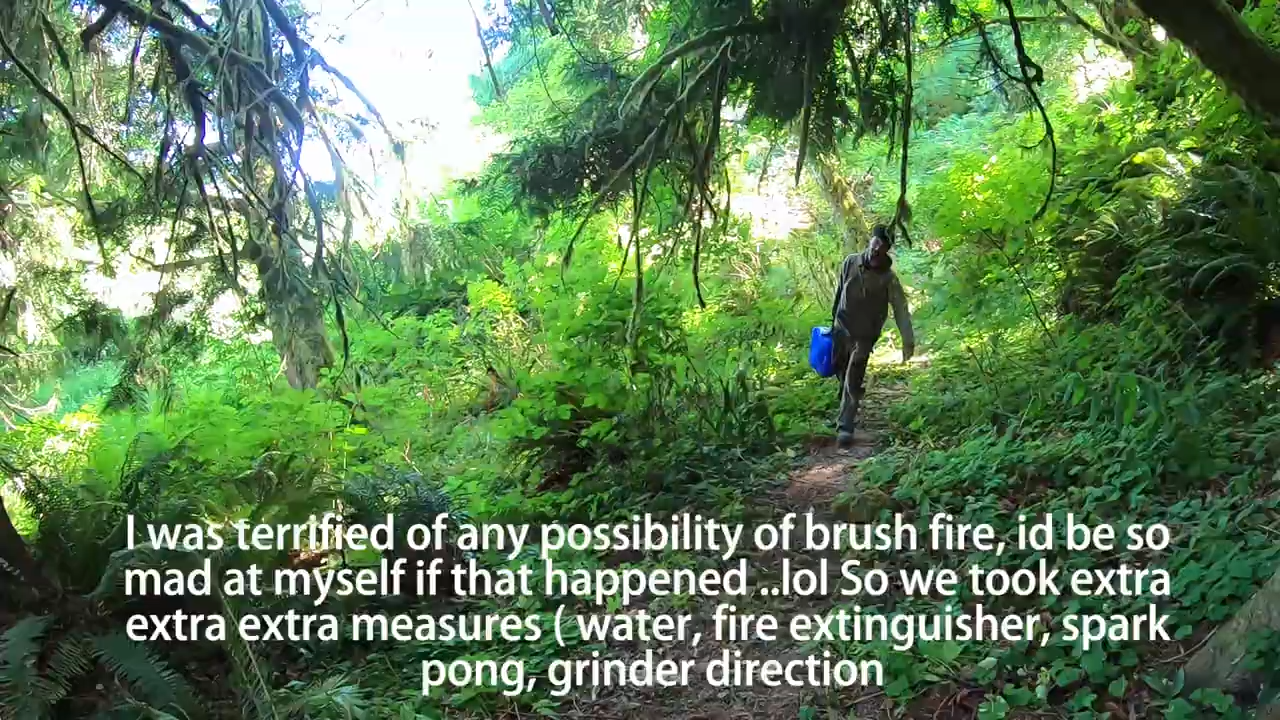 I was terrified of any possibility of brush fire, id be so
mad at myself if that happened ..lol So we took extra
extra extra measures ( water, fire extinguisher, spark
pong, grinder direction